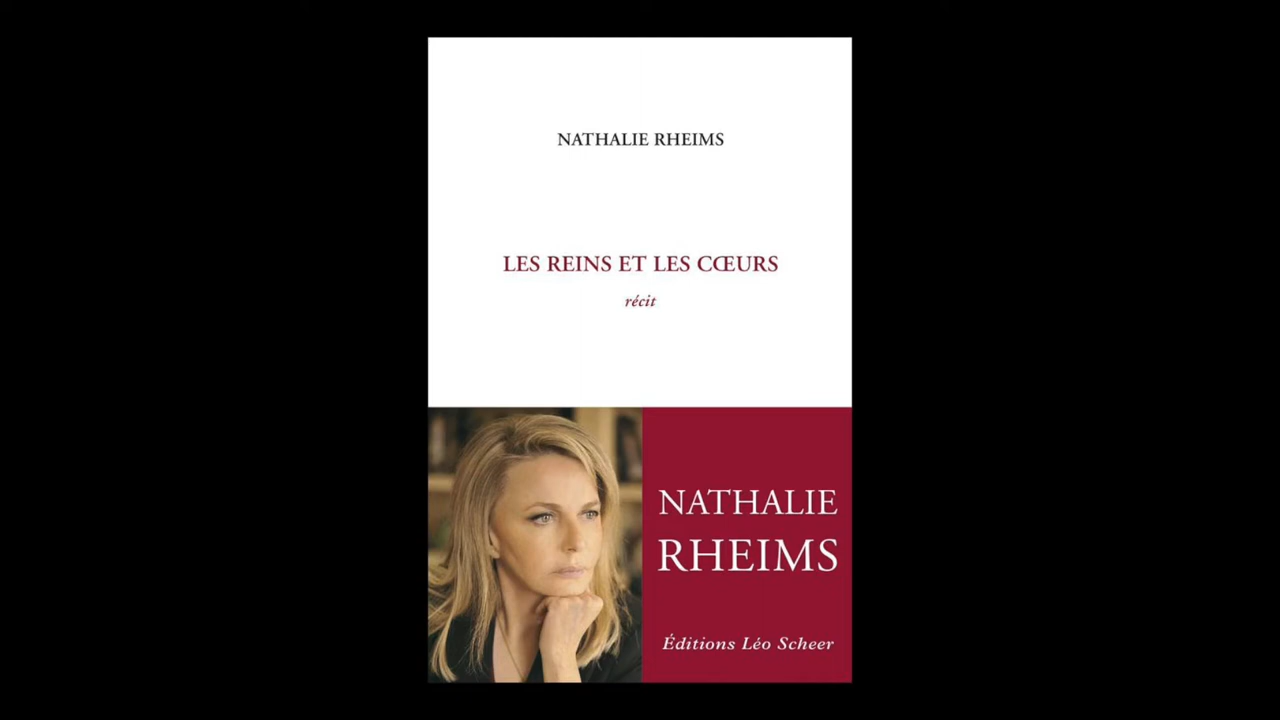 NATHALIE RHEIMS
LES REINS ET LES CŒURS
récit
NATHALIE
RHEIMS
Éditions Léo Scheer